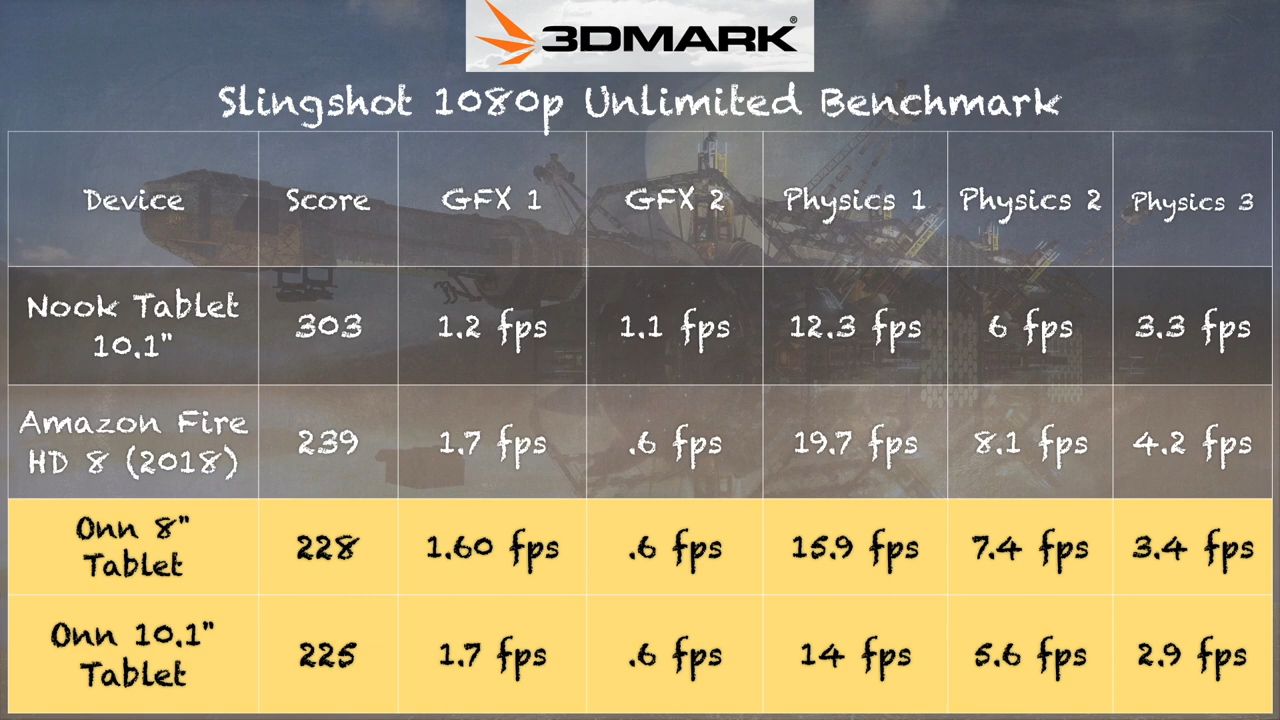 3DMARK®
Slingshot 1080p Unlimited Benchmark
Device Score GFX 1 GFX 2 Physics 1 Physics 2 Physics 3
Nook Tablet
10.1" 303 1.2 fps 1.1 fps 12.3 fps 6 fps 3.3 fps
Amazon Fire
HD 8 (2018) 239 1.7 fps .6 fps 19.7 fps 8.1 fps 4.2 fps
Onn 8"
Tablet 228 1.60 fps .6 fps 15.9 fps 7.4 fps 3.4 fps
Onn 10.1"
Tablet 225 1.7 fps .6 fps 14 fps 5.6 fps 2.9 fps